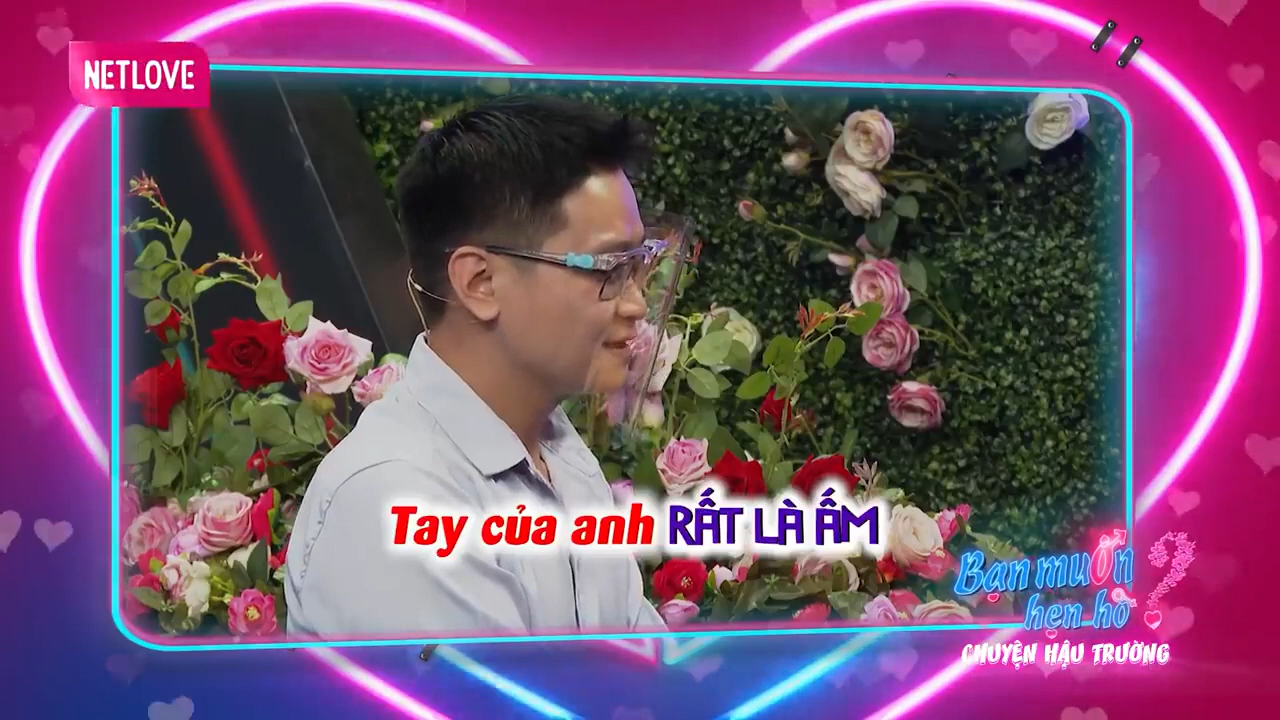 NETLOVE
Tay của anh RẤT LÀ ẤM
Bạn muốn
hẹn hò?
CHUYỆN HẬU TRƯỜNG